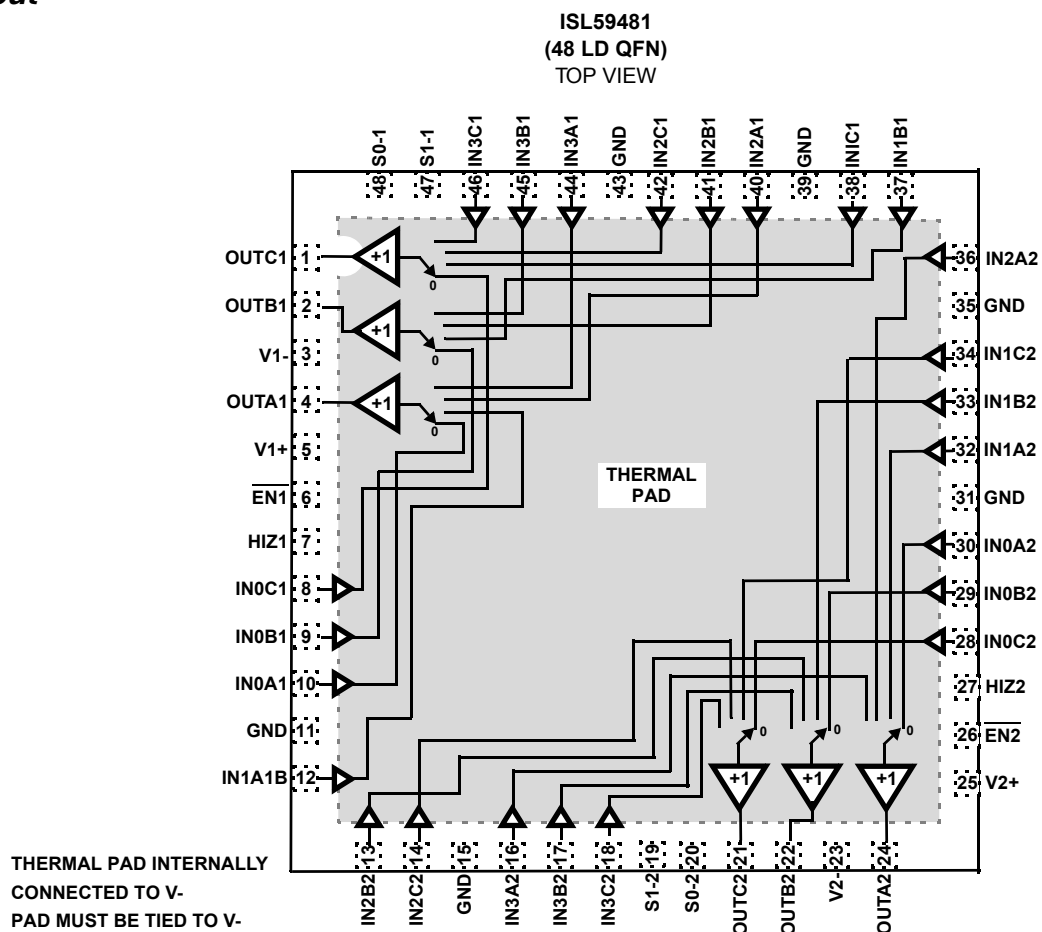 out
ISL59481
(48 LD QFN)
TOP VIEW
48 S0-1
47 S1-1
46 IN3C1
45 IN3B1
44 IN3A1
43 GND
42 IN2C1
41 IN2B1
40 IN2A1
39 GND
38 INIC1
37 IN1B1
OUTC1 1
OUTB1 2
V1- 3
OUTA1 4
V1+ 5
EN1 6
HIZ1 7
IN0C1 8
IN0B1 9
IN0A1 10
GND 11
IN1A1B 12
+1
0
+1
0
+1
0
THERMAL
PAD
36 IN2A2
35 GND
34 IN1C2
33 IN1B2
32 IN1A2
31 GND
30 IN0A2
29 IN0B2
28 IN0C2
27 HIZ2
26 EN2
25 V2+
0
0
0
+1
+1
+1
IN2B2 13
IN2C2 14
GND 15
IN3A2 16
IN3B2 17
IN3C2 18
S1-2 19
S0-2 20
OUTC2 21
OUTB2 22
V2- 23
OUTA2 24
THERMAL PAD INTERNALLY
CONNECTED TO V-
PAD MUST BE TIED TO V-